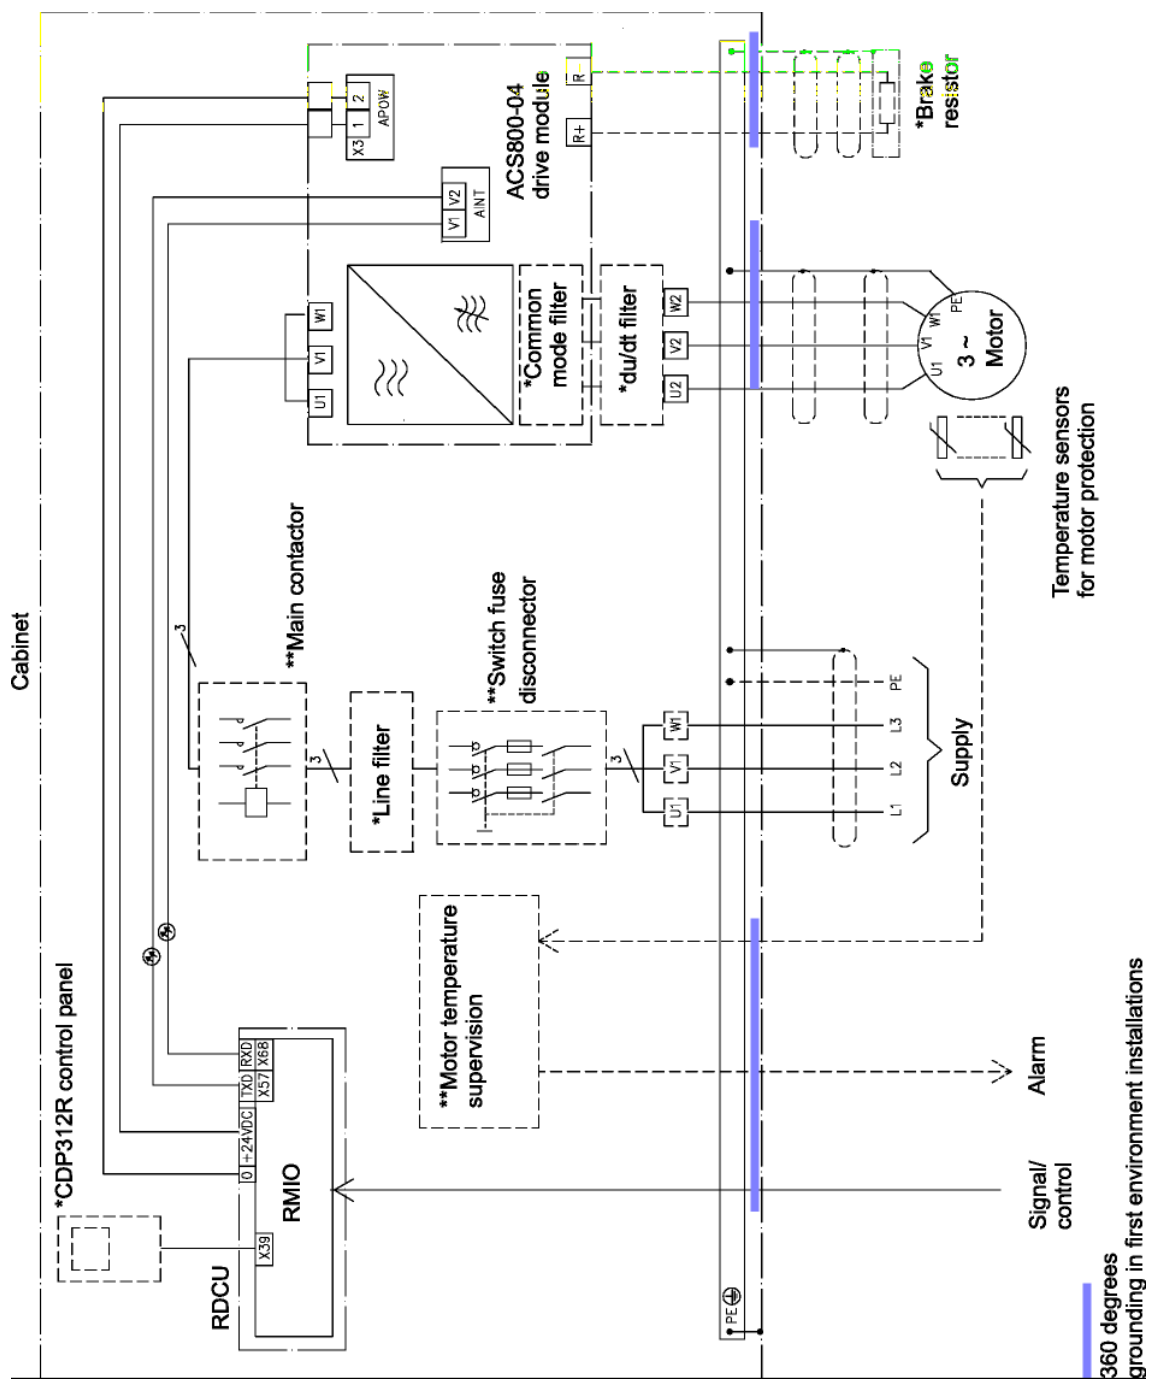 Cabinet
*CDP312R control panel
RDCU
RMIO
X39
0
+24VDC
TXD
RXD
X57
X68
**Main contactor
3
3
*Line filter
**Switch fuse
disconnector
3
U1
V1
W1
L1
L2
L3
PE
Supply
**Motor temperature
supervision
Signal/
control
Alarm
PE
APOW
X3
1
2
AINT
V1
V2
ACS800-04
drive module
R-
R+
*Brake
resistor
U1
V1
W1
*Common
mode filter
*du/dt filter
U2
V2
W2
U1
V1
W1
PE
3 ~
Motor
Temperature sensors
for motor protection
360 degrees
grounding in first environment installations